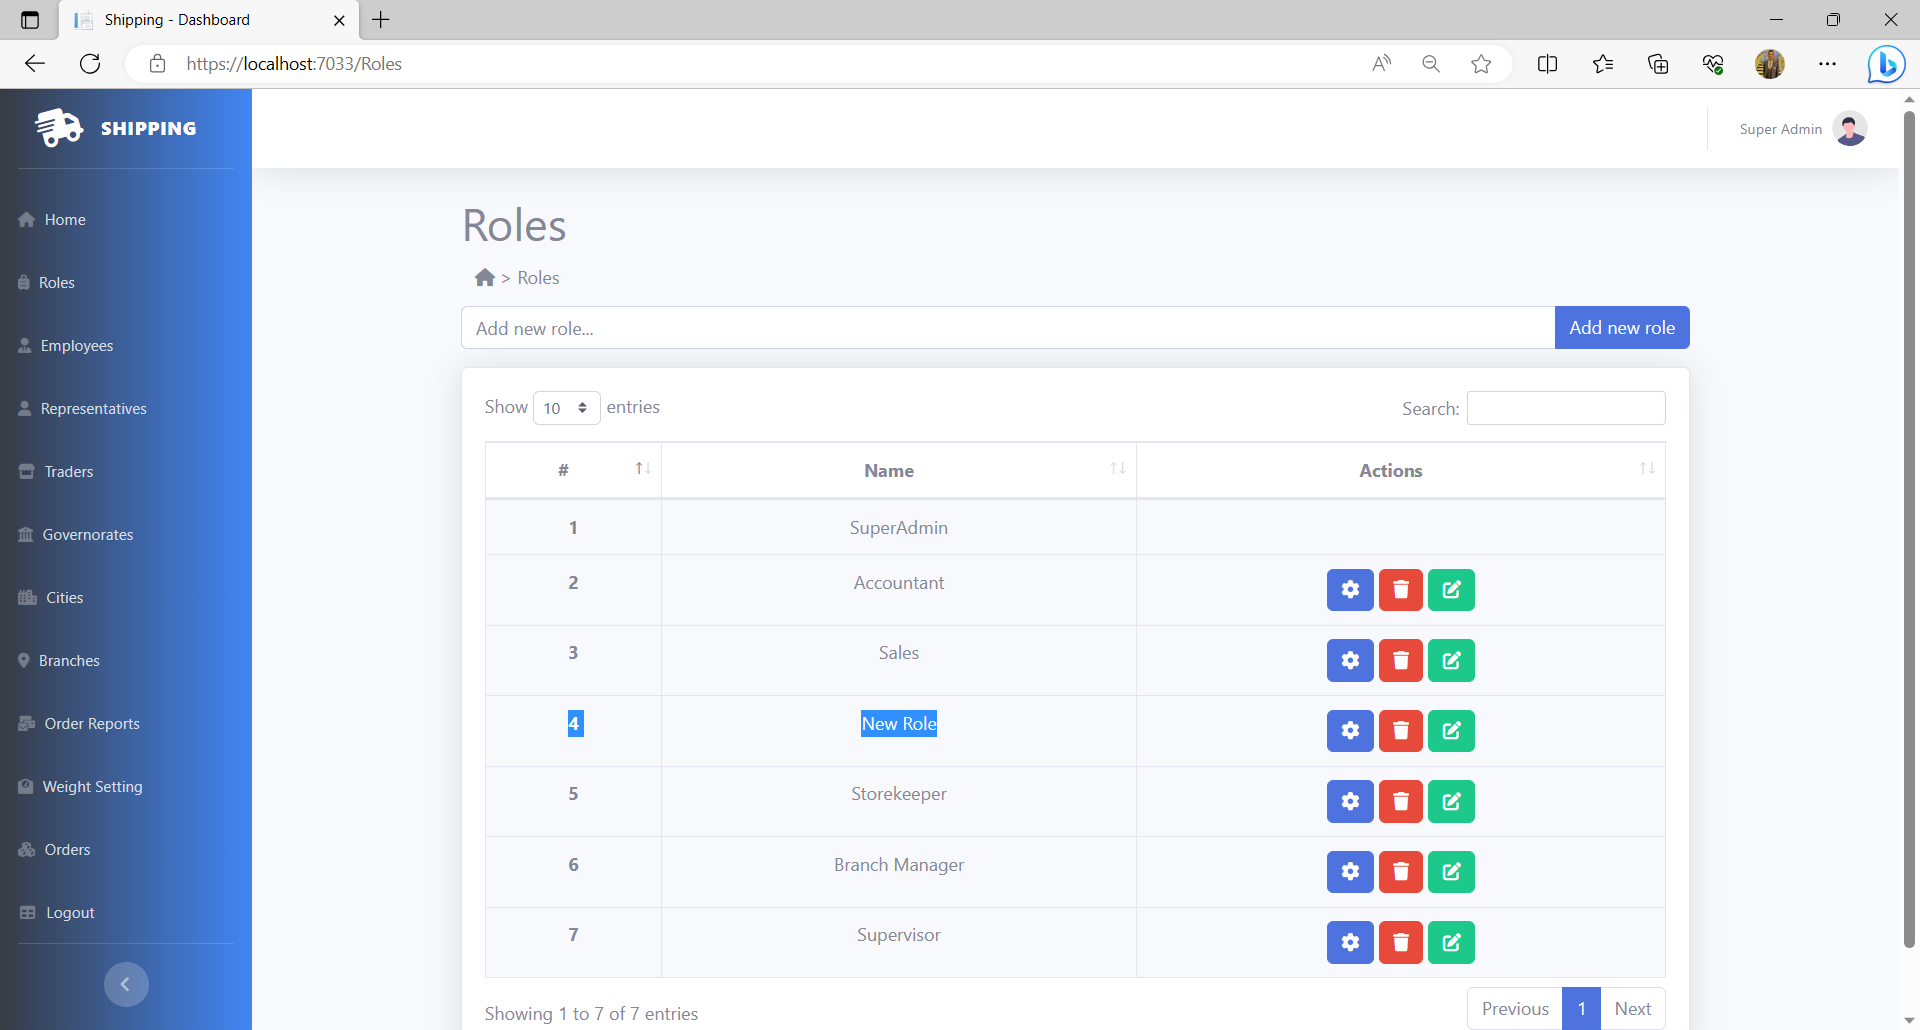 Shipping - Dashboard
https://localhost:7033/Roles
SHIPPING
Super Admin
Home
Roles
Employees
Representatives
Traders
Governorates
Cities
Branches
Order Reports
Weight Setting
Orders
Logout
Roles
> Roles
Add new role... Add new role
Show 10 entries Search:
# Name Actions
1 SuperAdmin
2 Accountant
3 Sales
4 New Role
5 Storekeeper
6 Branch Manager
7 Supervisor
Showing 1 to 7 of 7 entries
Previous 1 Next